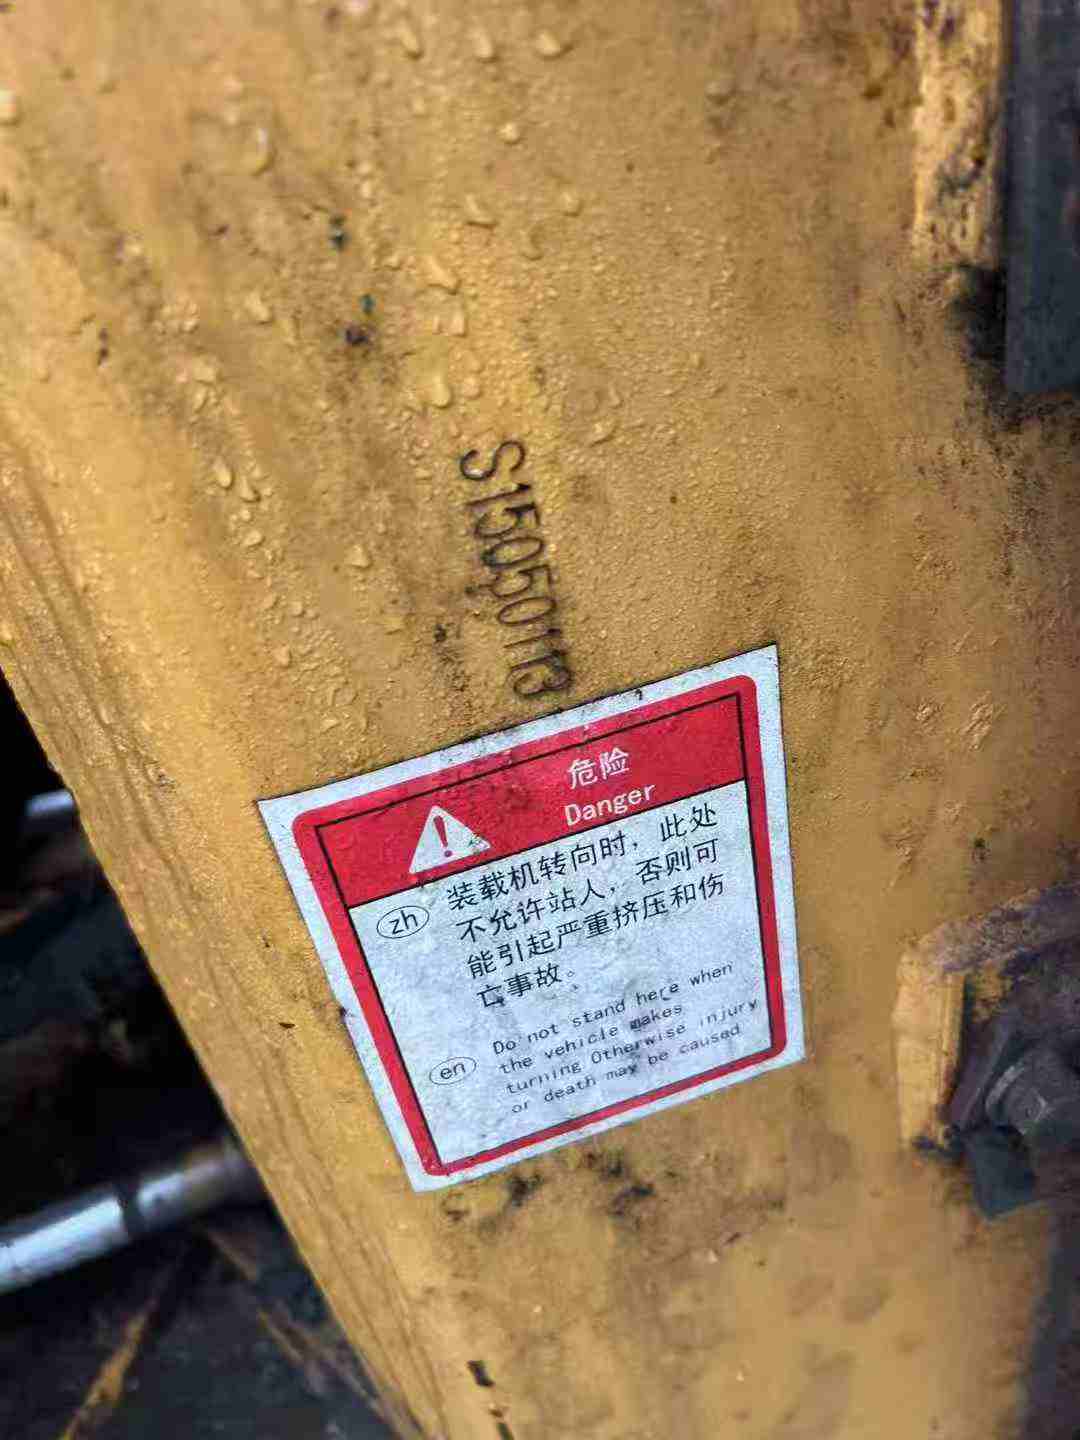 S15050113
危险
Danger
zh
装载机转向时，此处
不允许站人，否则可
能引起严重挤压和伤
亡事故。
en
Do not stand here when
the vehicle makes
turning Otherwise injury
or death may be caused